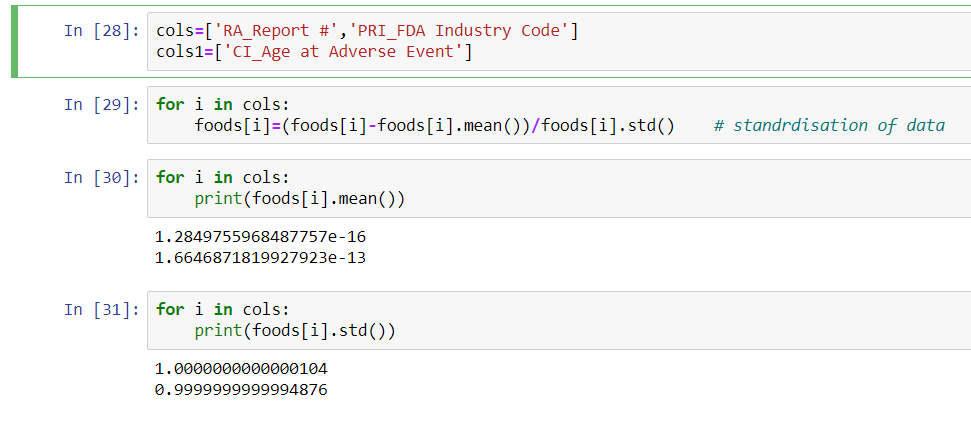 In [28]: cols=['RA_Report #','PRI_FDA Industry Code']
cols1=['CI_Age at Adverse Event']
In [29]: for i in cols:
foods[i]=(foods[i]-foods[i].mean())/foods[i].std() # standrdisation of data
In [30]: for i in cols:
print(foods[i].mean())
1.2849755968487757e-16
1.6646871819927923e-13
In [31]: for i in cols:
print(foods[i].std())
1.0000000000000104
0.9999999999994876